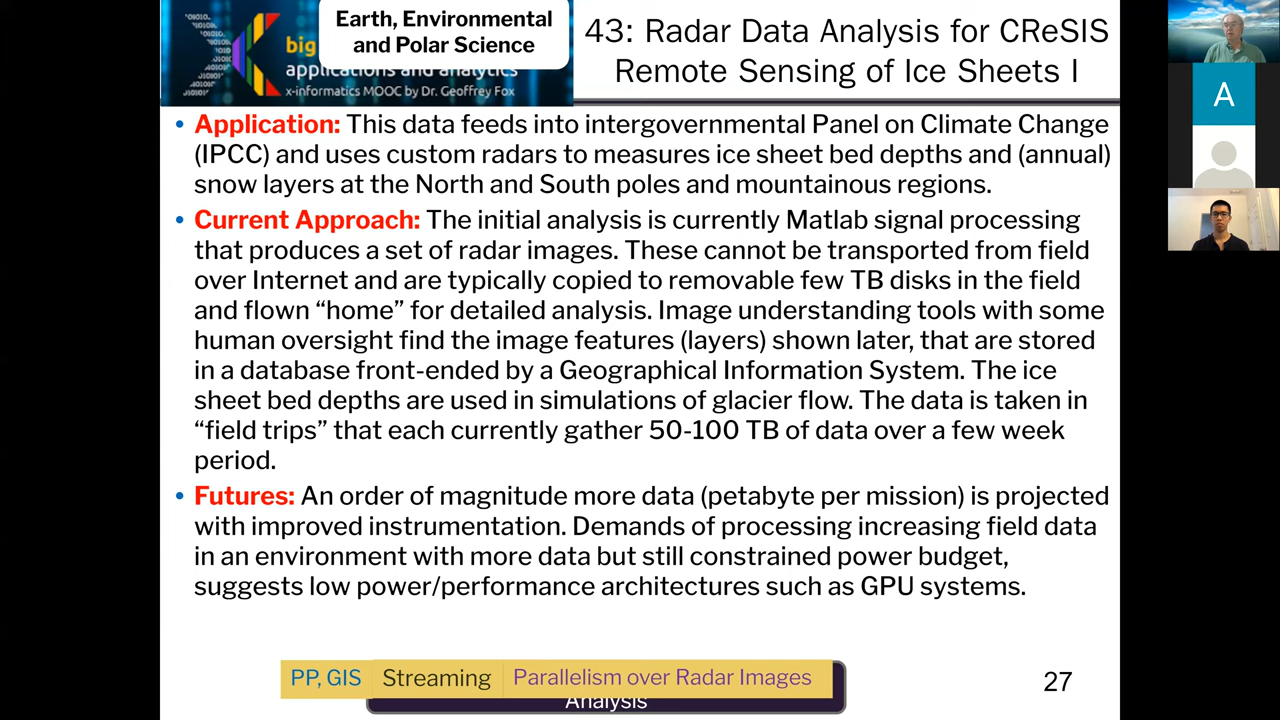 Earth, Environmental
and Polar Science
big
applications and analytics
x-informatics MOOC by Dr. Geoffrey Fox
43: Radar Data Analysis for CReSIS
Remote Sensing of Ice Sheets I
• Application: This data feeds into intergovernmental Panel on Climate Change
(IPCC) and uses custom radars to measures ice sheet bed depths and (annual)
snow layers at the North and South poles and mountainous regions.
• Current Approach: The initial analysis is currently Matlab signal processing
that produces a set of radar images. These cannot be transported from field
over Internet and are typically copied to removable few TB disks in the field
and flown “home” for detailed analysis. Image understanding tools with some
human oversight find the image features (layers) shown later, that are stored
in a database front-ended by a Geographical Information System. The ice
sheet bed depths are used in simulations of glacier flow. The data is taken in
“field trips” that each currently gather 50-100 TB of data over a few week
period.
• Futures: An order of magnitude more data (petabyte per mission) is projected
with improved instrumentation. Demands of processing increasing field data
in an environment with more data but still constrained power budget,
suggests low power/performance architectures such as GPU systems.
PP, GIS Streaming Parallelism over Radar Images
Analysis
27
A